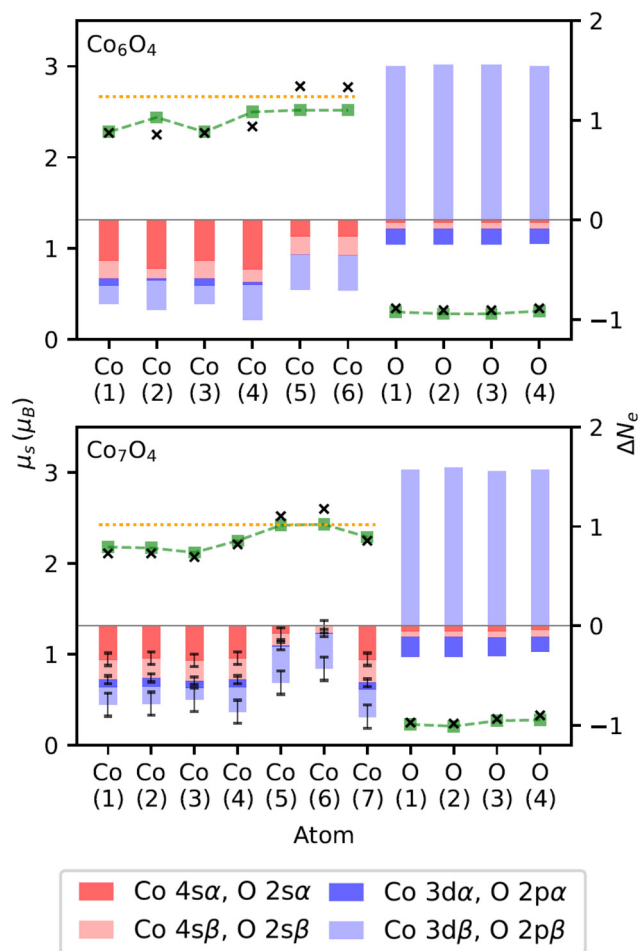 Co₆O₄
3
2
1
0
2
1
0
−1
Co Co Co Co Co Co O O O O
(1) (2) (3) (4) (5) (6) (1) (2) (3) (4)
μₛ(μ_B)
ΔNₑ
Co₇O₄
3
2
1
0
2
1
0
−1
Co Co Co Co Co Co Co O O O O
(1) (2) (3) (4) (5) (6) (7) (1) (2) (3) (4)
Atom
Co 4sα, O 2sα
Co 3dα, O 2pα
Co 4sβ, O 2sβ
Co 3dβ, O 2pβ